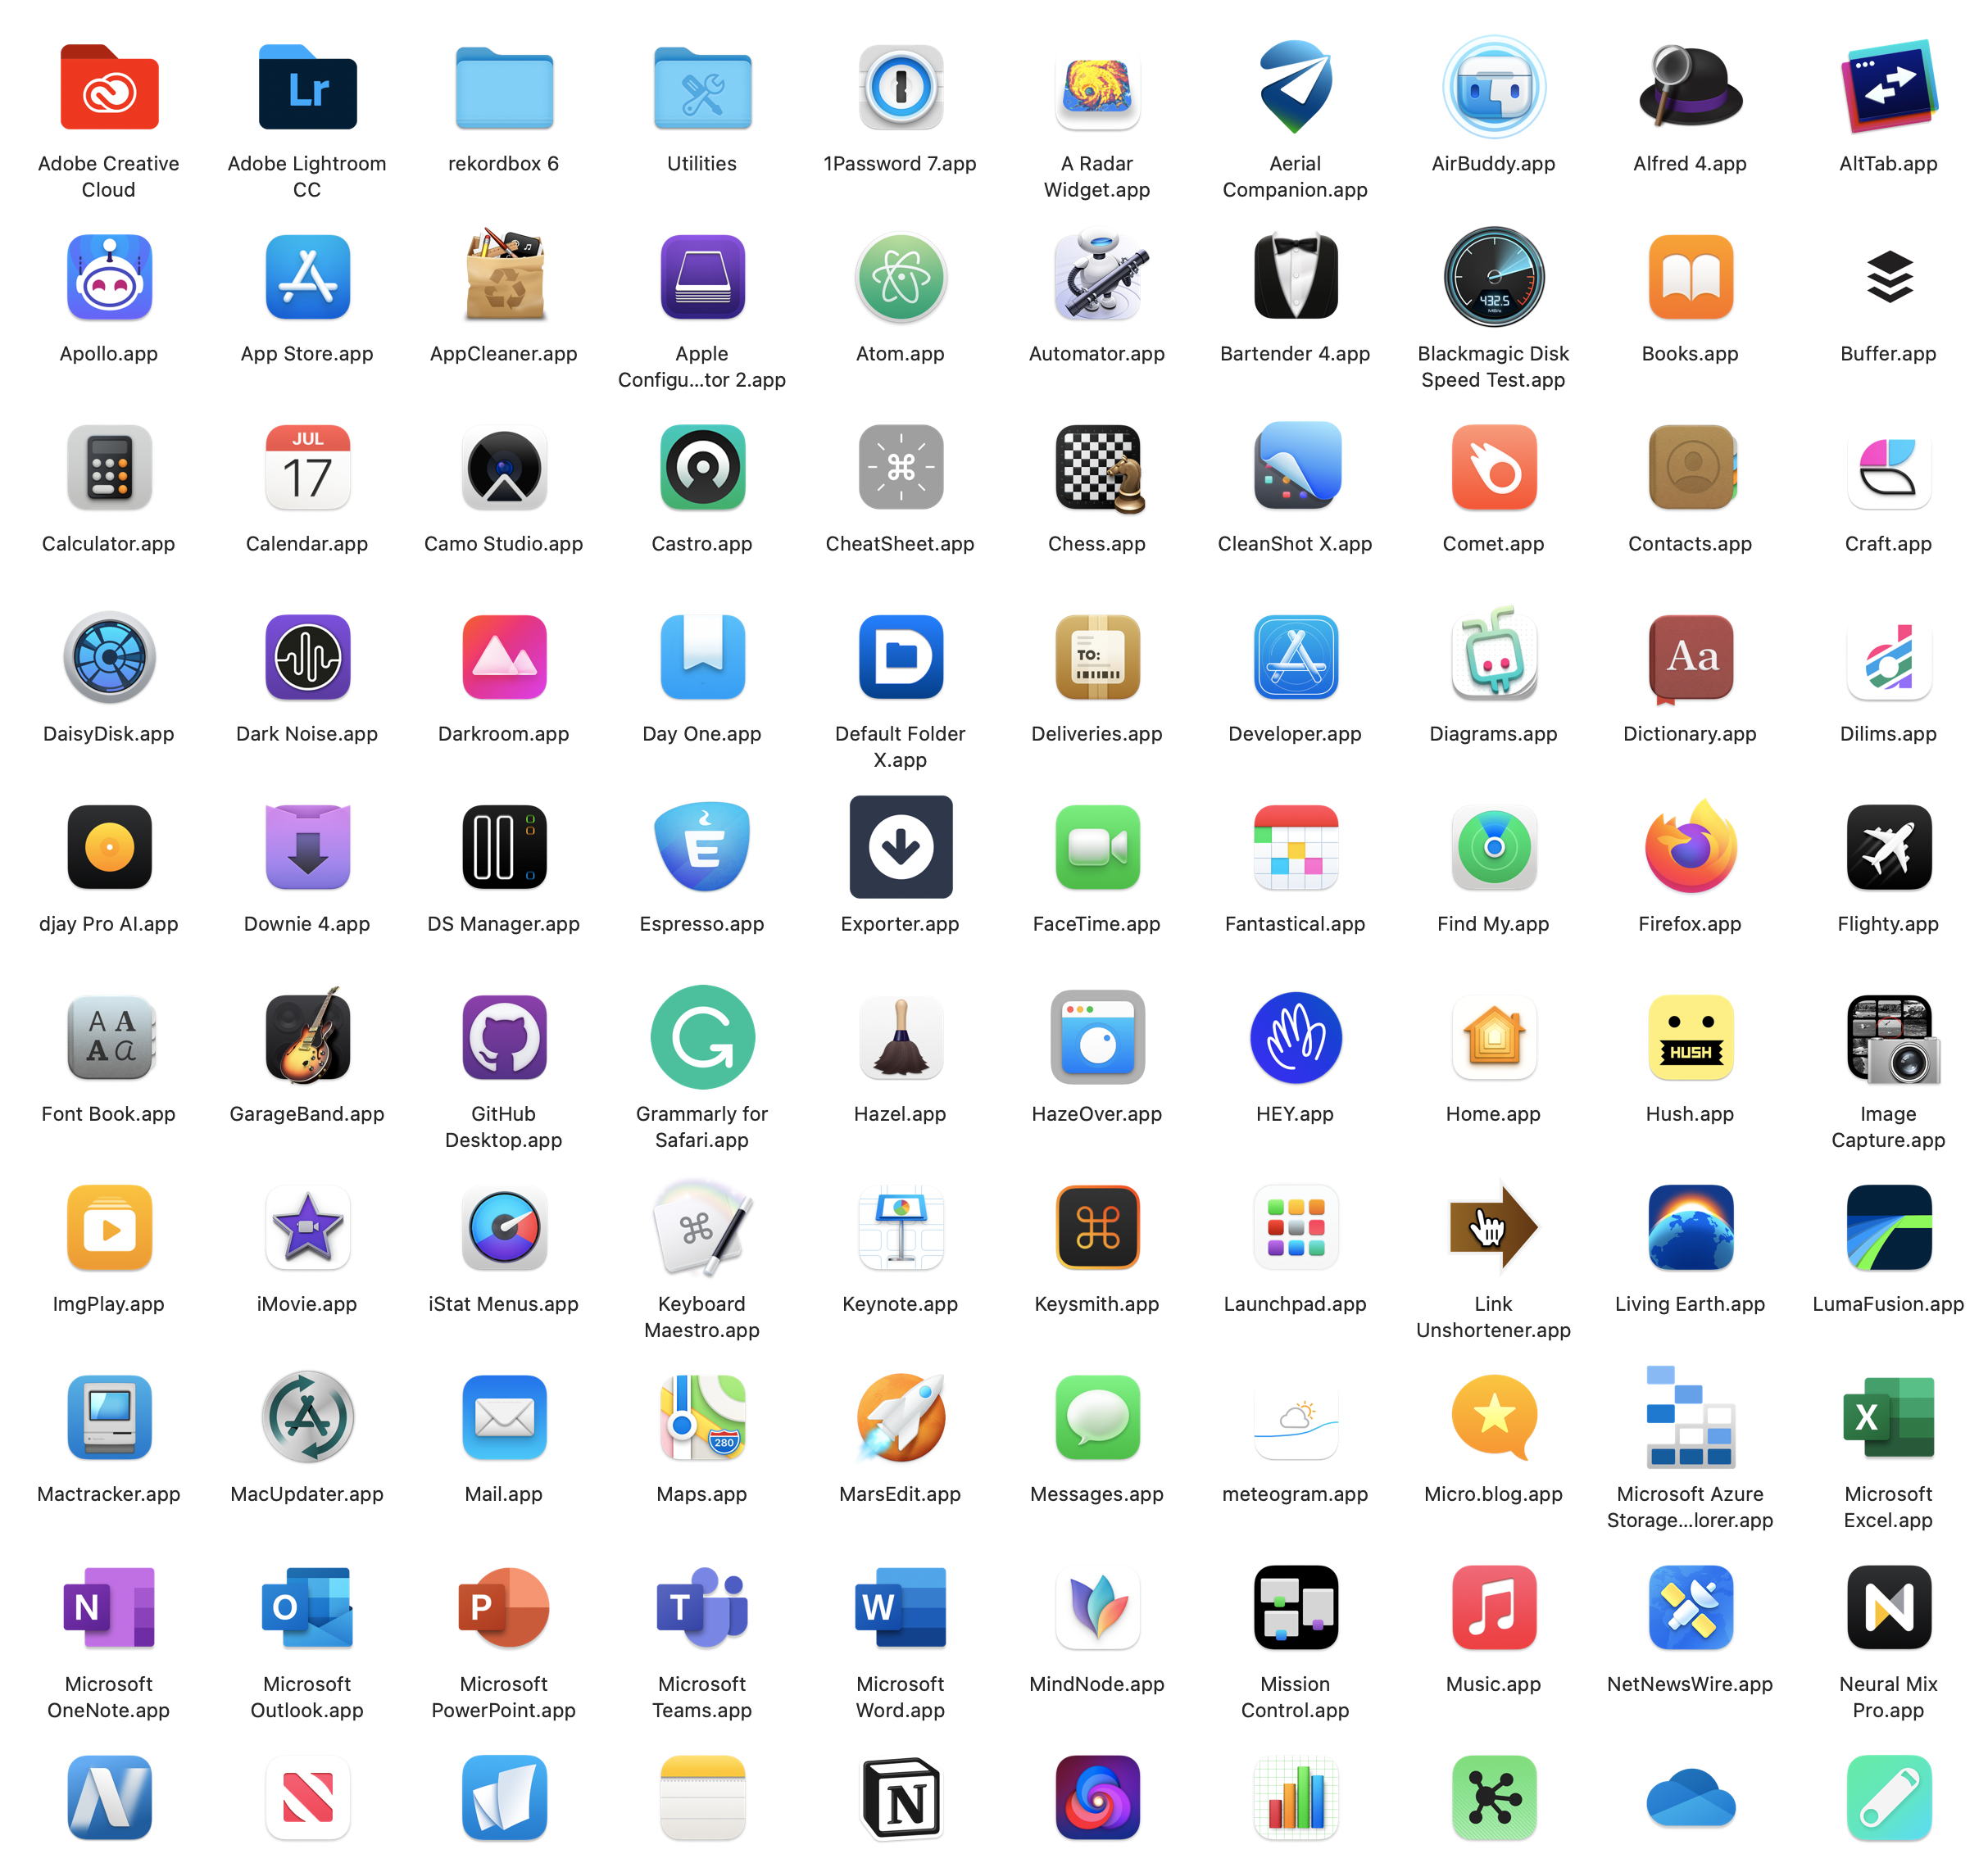 Lr
Adobe Creative
Cloud
Adobe Lightroom
CC
rekordbox 6
Utilities
1Password 7.app
A Radar
Widget.app
Aerial
Companion.app
AirBuddy.app
Alfred 4.app
AltTab.app
432.5
MB/s
Apollo.app
App Store.app
AppCleaner.app
Apple
Configu...tor 2.app
Atom.app
Automator.app
Bartender 4.app
Blackmagic Disk
Speed Test.app
Books.app
Buffer.app
JUL
17
Calculator.app
Calendar.app
Camo Studio.app
Castro.app
CheatSheet.app
Chess.app
CleanShot X.app
Comet.app
Contacts.app
Craft.app
TO:
Aa
DaisyDisk.app
Dark Noise.app
Darkroom.app
Day One.app
Default Folder
X.app
Deliveries.app
Developer.app
Diagrams.app
Dictionary.app
Dilims.app
E
djay Pro AI.app
Downie 4.app
DS Manager.app
Espresso.app
Exporter.app
FaceTime.app
Fantastical.app
Find My.app
Firefox.app
Flighty.app
A A
A a
G
HUSH
Font Book.app
GarageBand.app
GitHub
Desktop.app
Grammarly for
Safari.app
Hazel.app
HazeOver.app
HEY.app
Home.app
Hush.app
Image
Capture.app
ImgPlay.app
iMovie.app
iStat Menus.app
Keyboard
Maestro.app
Keynote.app
Keysmith.app
Launchpad.app
Link
Unshortener.app
Living Earth.app
LumaFusion.app
280
X
Mactracker.app
MacUpdater.app
Mail.app
Maps.app
MarsEdit.app
Messages.app
meteogram.app
Micro.blog.app
Microsoft Azure
Storage...lorer.app
Microsoft
Excel.app
N
O
P
T
W
N
Microsoft
OneNote.app
Microsoft
Outlook.app
Microsoft
PowerPoint.app
Microsoft
Teams.app
Microsoft
Word.app
MindNode.app
Mission
Control.app
Music.app
NetNewsWire.app
Neural Mix
Pro.app
N